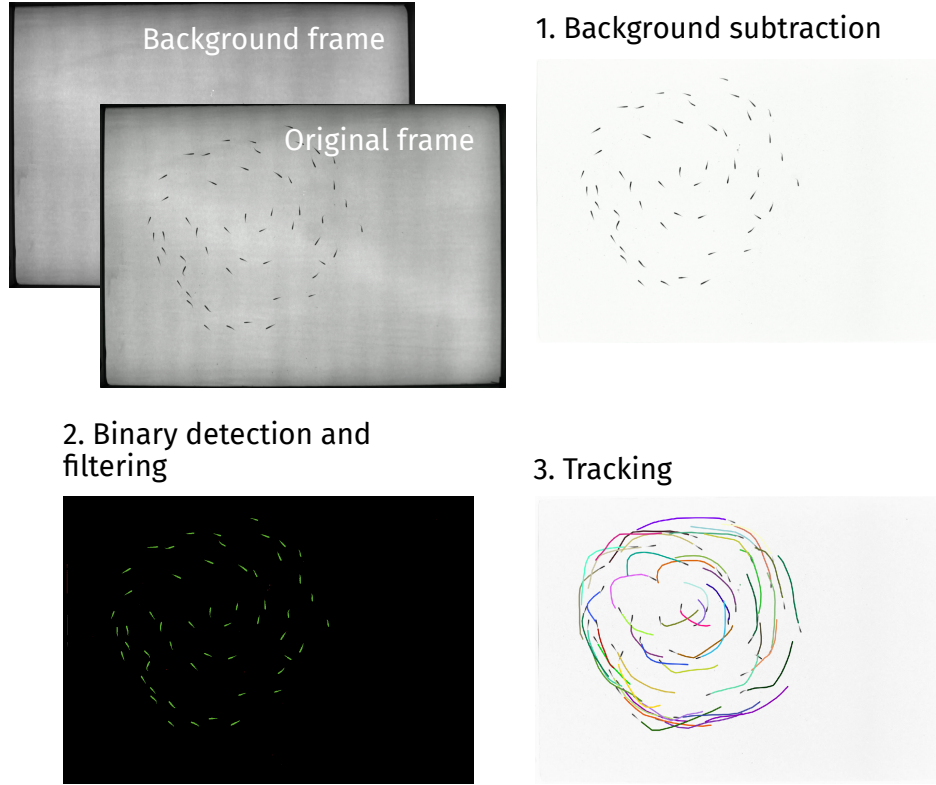 Background frame
Original frame
1. Background subtraction
2. Binary detection and
filtering
3. Tracking